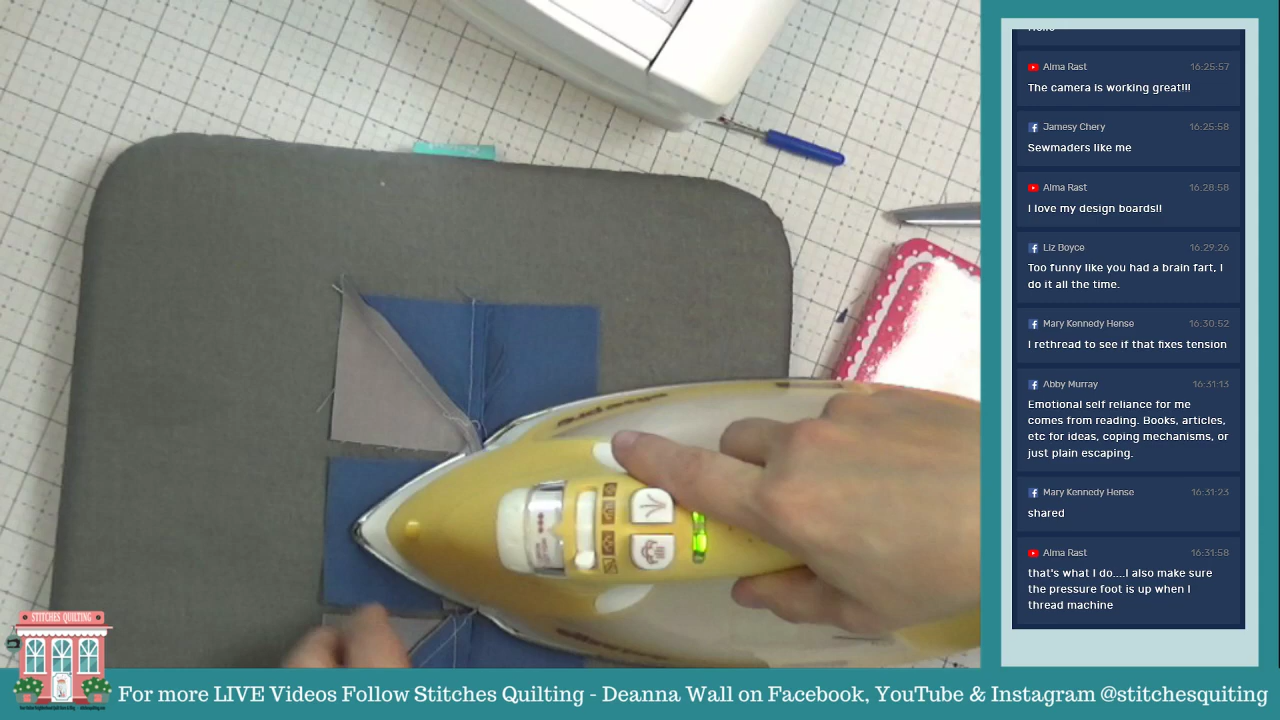 Hello
Alma Rast 16:25:57
The camera is working great!!!
Jamesy Chery 16:25:58
Sewmaders like me
Alma Rast 16:28:58
I love my design boards!!
Liz Boyce 16:29:26
Too funny like you had a brain fart, I
do it all the time.
Mary Kennedy Hense 16:30:52
I rethread to see if that fixes tension
Abby Murray 16:31:13
Emotional self reliance for me
comes from reading. Books, articles,
etc for ideas, coping mechanisms, or
just plain escaping.
Mary Kennedy Hense 16:31:23
shared
Alma Rast 16:31:58
that's what I do....I also make sure
the pressure foot is up when I
thread machine
STITCHES QUILTING
For more LIVE Videos Follow Stitches Quilting - Deanna Wall on Facebook, YouTube & Instagram @stitchesquiting